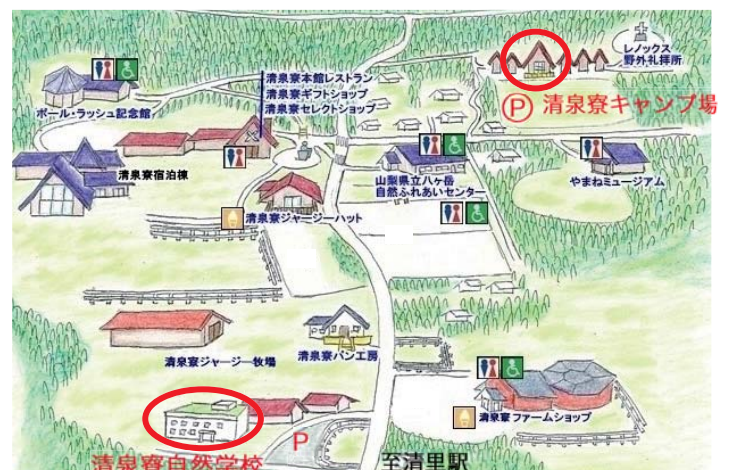 レノックス
野外礼拝所
清泉寮本館レストラン
清泉寮ギフトショップ
清泉寮セレクトショップ
P 清泉寮キャンプ場
ポール・ラッシュ記念館
清泉寮宿泊棟
山梨県立八ヶ岳
自然ふれあいセンター
やまねミュージアム
清泉寮ジャージーハット
清泉寮ジャージー牧場
清泉寮パン工房
清泉寮ファームショップ
P
清泉寮自然学校
至清里駅